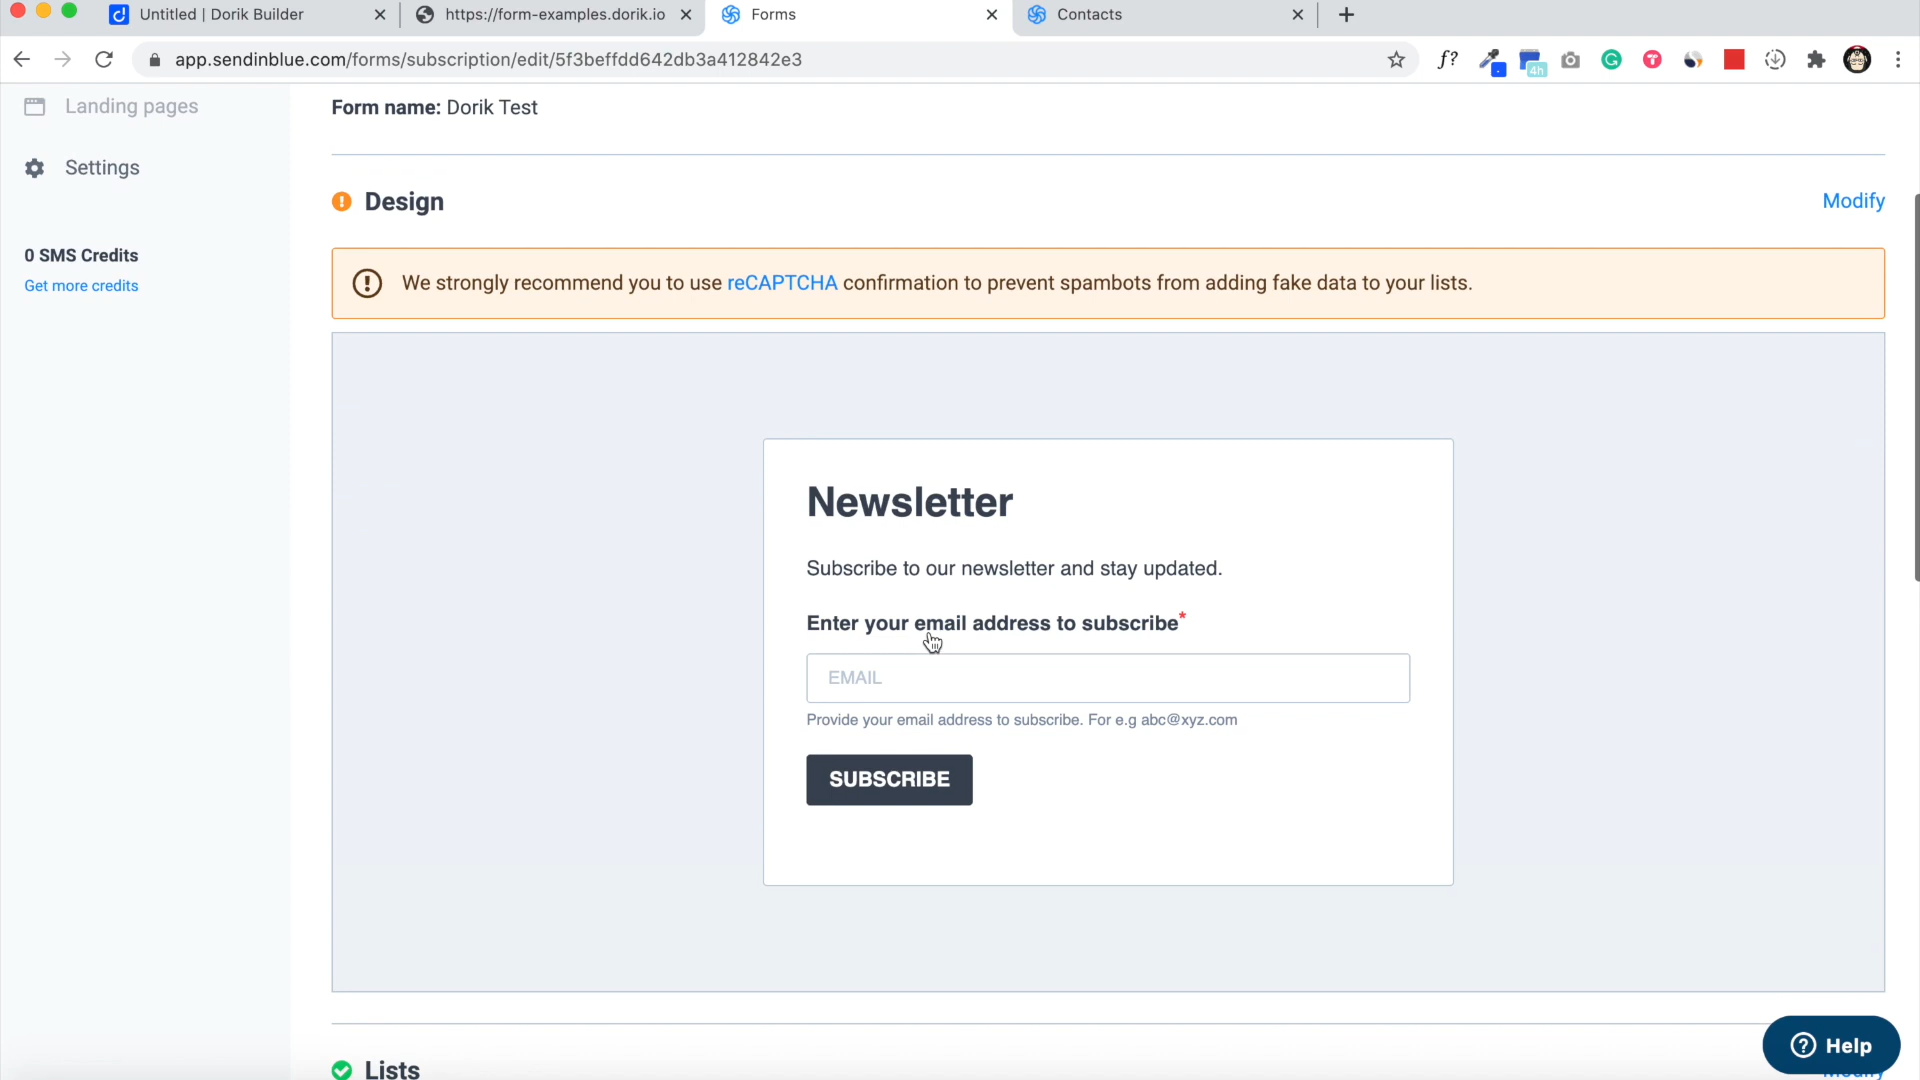 Untitled | Dorik Builder
https://form-examples.dorik.io
Forms
Contacts
app.sendinblue.com/forms/subscription/edit/5f3beffdd642db3a412842e3
f?
4h
Landing pages
Form name: Dorik Test
Settings
Design
Modify
0 SMS Credits
Get more credits
We strongly recommend you to use reCAPTCHA confirmation to prevent spambots from adding fake data to your lists.
Newsletter
Subscribe to our newsletter and stay updated.
Enter your email address to subscribe*
EMAIL
Provide your email address to subscribe. For e.g abc@xyz.com
SUBSCRIBE
Help
Lists
Modify